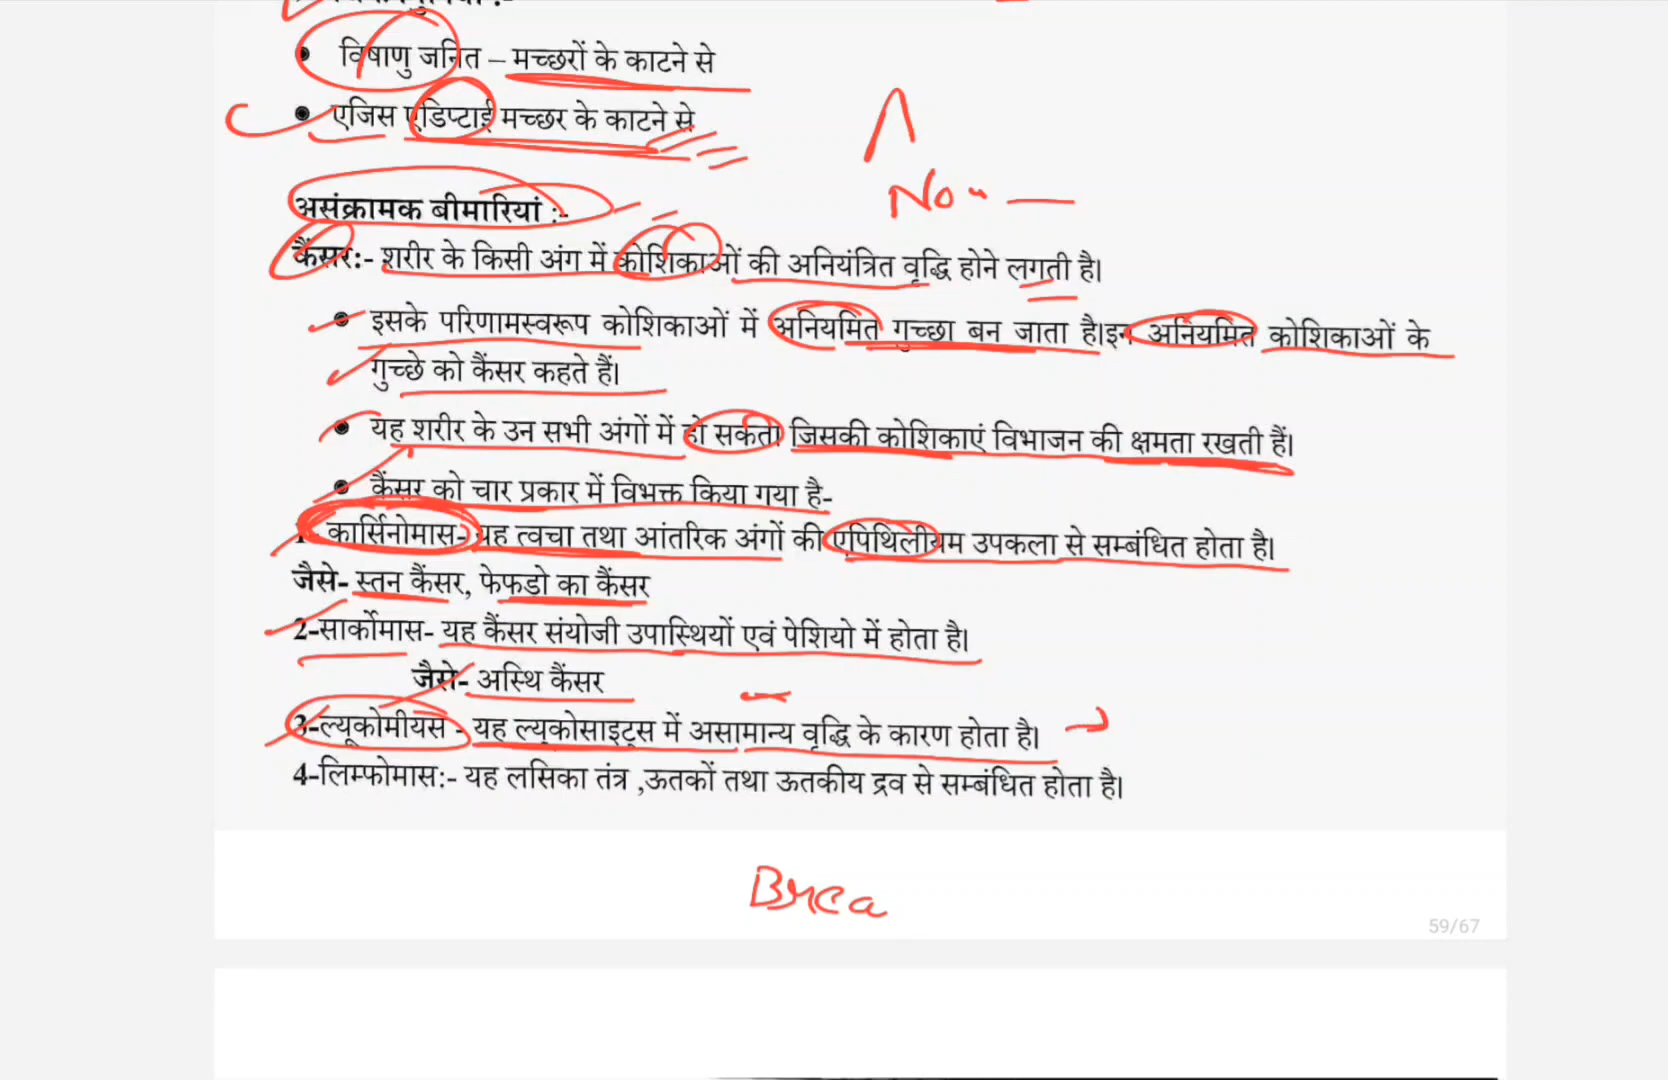 विषाणु जनित – मच्छरों के काटने से
एजिस एडिप्टाई मच्छर के काटने से
No
असंक्रामक बीमारियां :-
कैंसर:- शरीर के किसी अंग में कोशिकाओं की अनियंत्रित वृद्धि होने लगती है।
इसके परिणामस्वरूप कोशिकाओं में अनियमित गुच्छा बन जाता है।इन अनियमित कोशिकाओं के
गुच्छे को कैंसर कहते हैं।
यह शरीर के उन सभी अंगों में हो सकता जिसकी कोशिकाएं विभाजन की क्षमता रखती हैं।
कैंसर को चार प्रकार में विभक्त किया गया है-
1- कार्सिनोमास- यह त्वचा तथा आंतरिक अंगों की एपिथिलीयम उपकला से सम्बंधित होता है।
जैसे- स्तन कैंसर, फेफडो का कैंसर
2-सार्कोमास- यह कैंसर संयोजी उपास्थियों एवं पेशियो में होता है।
जैसे- अस्थि कैंसर
3-ल्यूकोमीयस - यह ल्यूकोसाइट्स में असामान्य वृद्धि के कारण होता है।
4-लिम्फोमास:- यह लसिका तंत्र ,ऊतकों तथा ऊतकीय द्रव से सम्बंधित होता है।
Brea
59/67